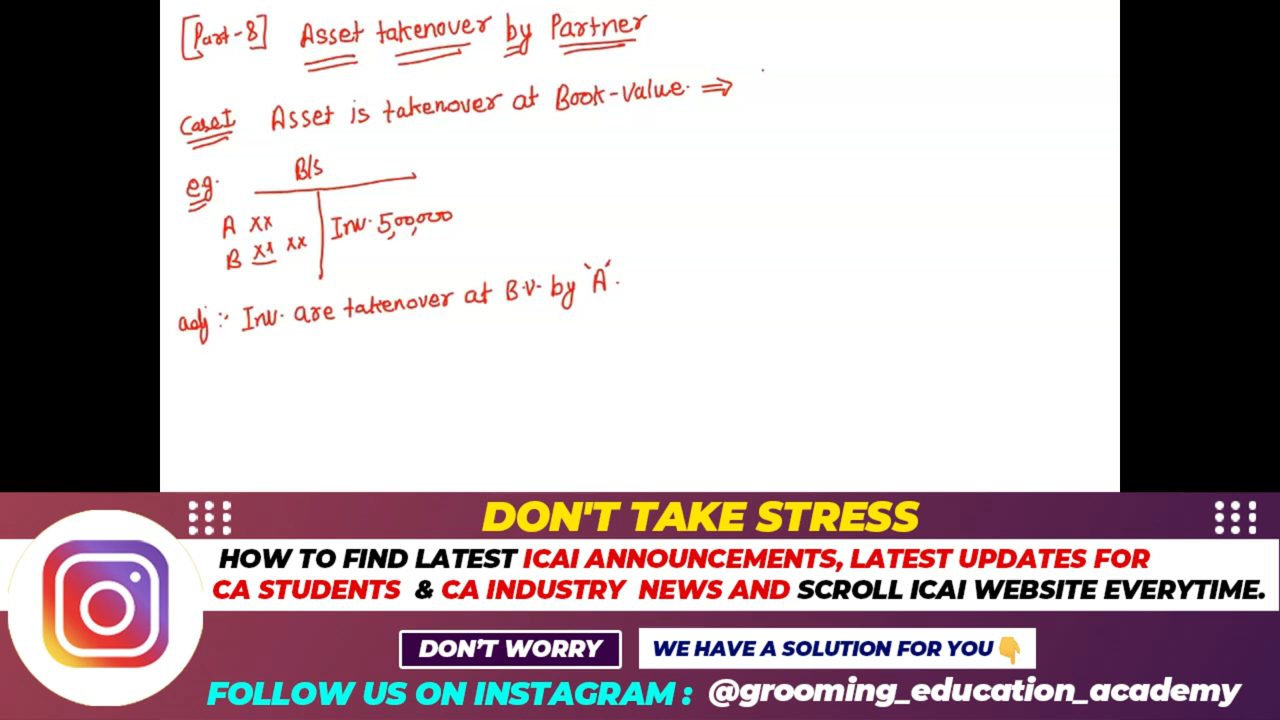 [Part-8] Asset takenover by Partner
Case I Asset is takenover at Book-value. ⇒
eg. B/s
A xx Inv. 5,00,000
B xx xx
adj :- Inv. are takenover at B.V. by `A'.
DON'T TAKE STRESS
HOW TO FIND LATEST ICAI ANNOUNCEMENTS, LATEST UPDATES FOR
CA STUDENTS & CA INDUSTRY NEWS AND SCROLL ICAI WEBSITE EVERYTIME.
DON'T WORRY WE HAVE A SOLUTION FOR YOU👇
FOLLOW US ON INSTAGRAM : @grooming_education_academy